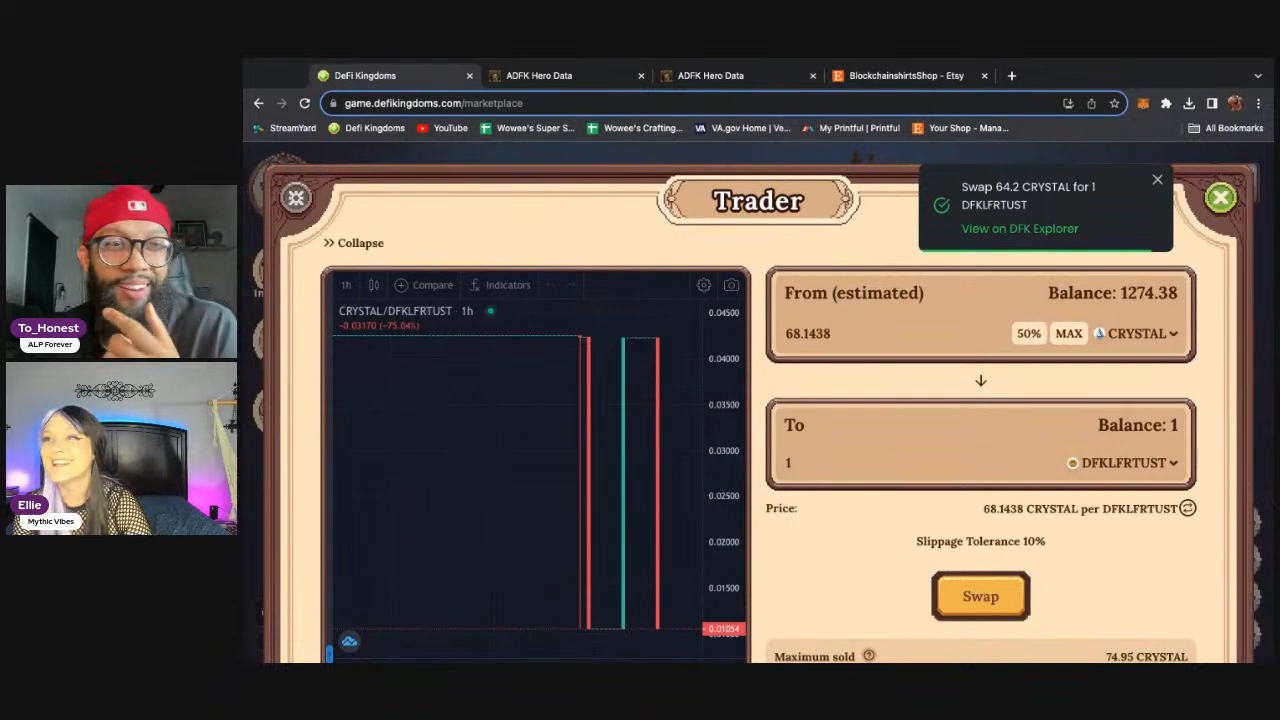 DeFi Kingdoms
ADFK Hero Data
ADFK Hero Data
BlockchainshirtsShop - Etsy
game.defikingdoms.com/marketplace
StreamYard
Defi Kingdoms
YouTube
Wowee's Super S...
Wowee's Crafting...
VA.gov Home | Ve...
My Printful | Printful
Your Shop - Mana...
All Bookmarks
Trader
Swap 64.2 CRYSTAL for 1
DFKLFRTUST
View on DFK Explorer
>> Collapse
1h
Compare
Indicators
CRYSTAL/DFKLFRTUST · 1h
−0.03170 (−75.04%)
0.04500
0.04000
0.03500
0.03000
0.02500
0.02000
0.01500
0.01054
From (estimated)
Balance: 1274.38
68.1438
50%
MAX
CRYSTAL
To
Balance: 1
1
DFKLFRTUST
Price:
68.1438 CRYSTAL per DFKLFRTUST
Slippage Tolerance 10%
Swap
Maximum sold
74.95 CRYSTAL
To_Honest
ALP Forever
Ellie
Mythic Vibes